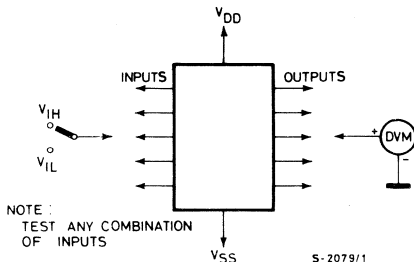 VDD
INPUTS OUTPUTS
VIH
VIL
+
DVM
-
NOTE :
TEST ANY COMBINATION
OF INPUTS
VSS
S-2079/1